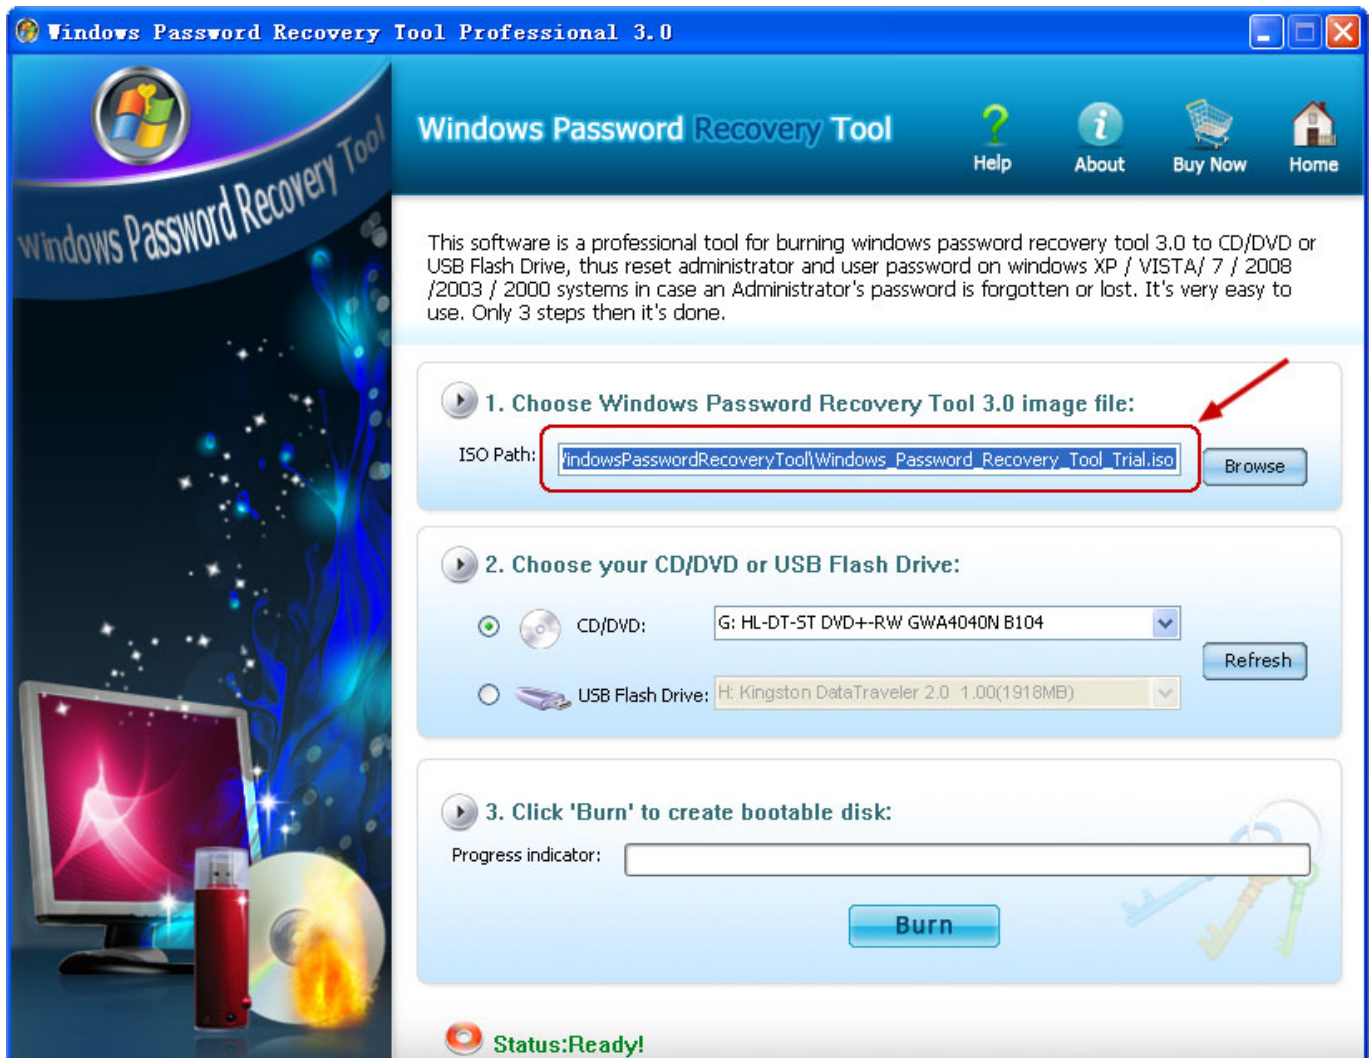 Windows Password Recovery Tool Professional 3.0
Windows Password Recovery Tool
Windows Password Recovery Tool
Help
About
Buy Now
Home
This software is a professional tool for burning windows password recovery tool 3.0 to CD/DVD or
USB Flash Drive, thus reset administrator and user password on windows XP / VISTA/ 7 / 2008
/2003 / 2000 systems in case an Administrator's password is forgotten or lost. It's very easy to
use. Only 3 steps then it's done.
1. Choose Windows Password Recovery Tool 3.0 image file:
ISO Path:
WindowsPasswordRecoveryTool\Windows_Password_Recovery_Tool_Trial.iso
Browse
2. Choose your CD/DVD or USB Flash Drive:
CD/DVD:
G: HL-DT-ST DVD+-RW GWA4040N B104
Refresh
USB Flash Drive:
H: Kingston DataTraveler 2.0 1.00(1918MB)
3. Click 'Burn' to create bootable disk:
Progress indicator:
Burn
Status:Ready!